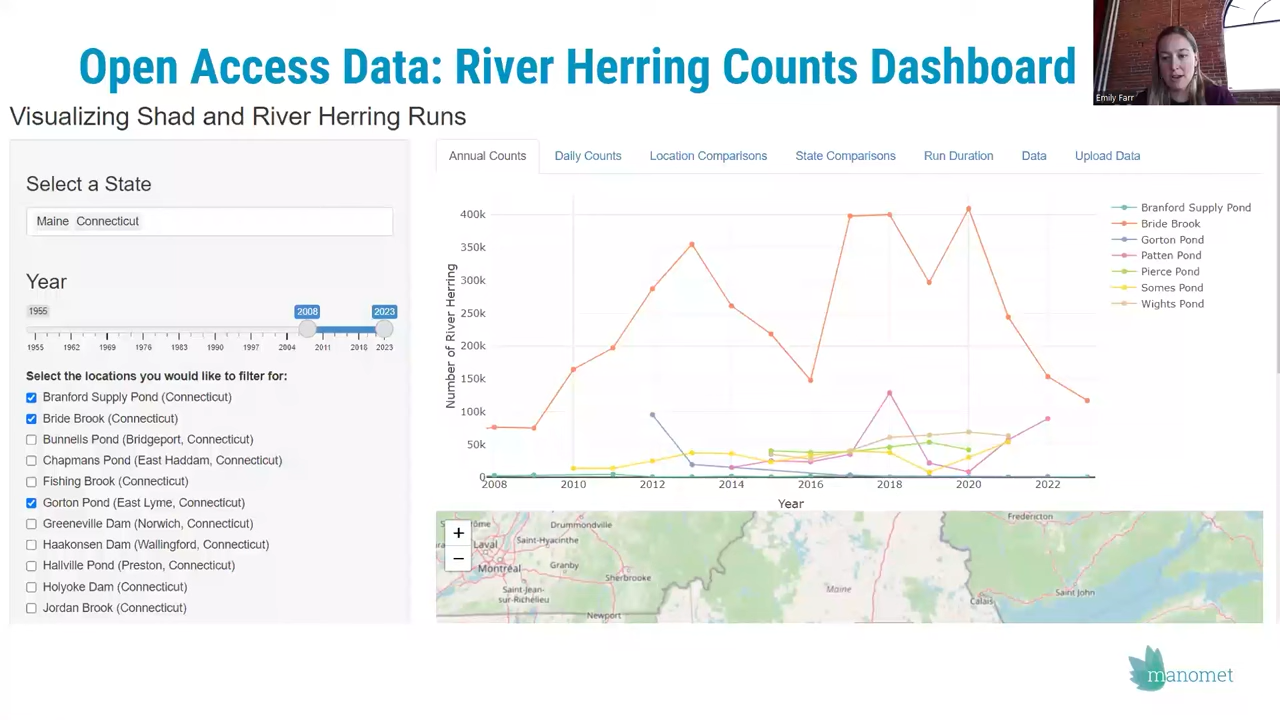 Open Access Data: River Herring Counts Dashboard
Emily Farr
Visualizing Shad and River Herring Runs
Select a State
Maine Connecticut
Year
1955
2008
2023
1955 1962 1969 1976 1983 1990 1997 2004 2011 2018 2023
Select the locations you would like to filter for:
Branford Supply Pond (Connecticut)
Bride Brook (Connecticut)
Bunnells Pond (Bridgeport, Connecticut)
Chapmans Pond (East Haddam, Connecticut)
Fishing Brook (Connecticut)
Gorton Pond (East Lyme, Connecticut)
Greeneville Dam (Norwich, Connecticut)
Haakonsen Dam (Wallingford, Connecticut)
Hallville Pond (Preston, Connecticut)
Holyoke Dam (Connecticut)
Jordan Brook (Connecticut)
Annual Counts Daily Counts Location Comparisons State Comparisons Run Duration Data Upload Data
400k
350k
300k
250k
200k
150k
100k
50k
0
Number of River Herring
2008 2010 2012 2014 2016 2018 2020 2022
Year
Branford Supply Pond
Bride Brook
Gorton Pond
Patten Pond
Pierce Pond
Somes Pond
Wights Pond
+
−
Drummondville
Laval
Saint-Hyacinthe
Granby
Montréal
Sherbrooke
Saint-Jean-
sur-Richelieu
Newport
Maine
Fredericton
Calais
Saint John
manomet